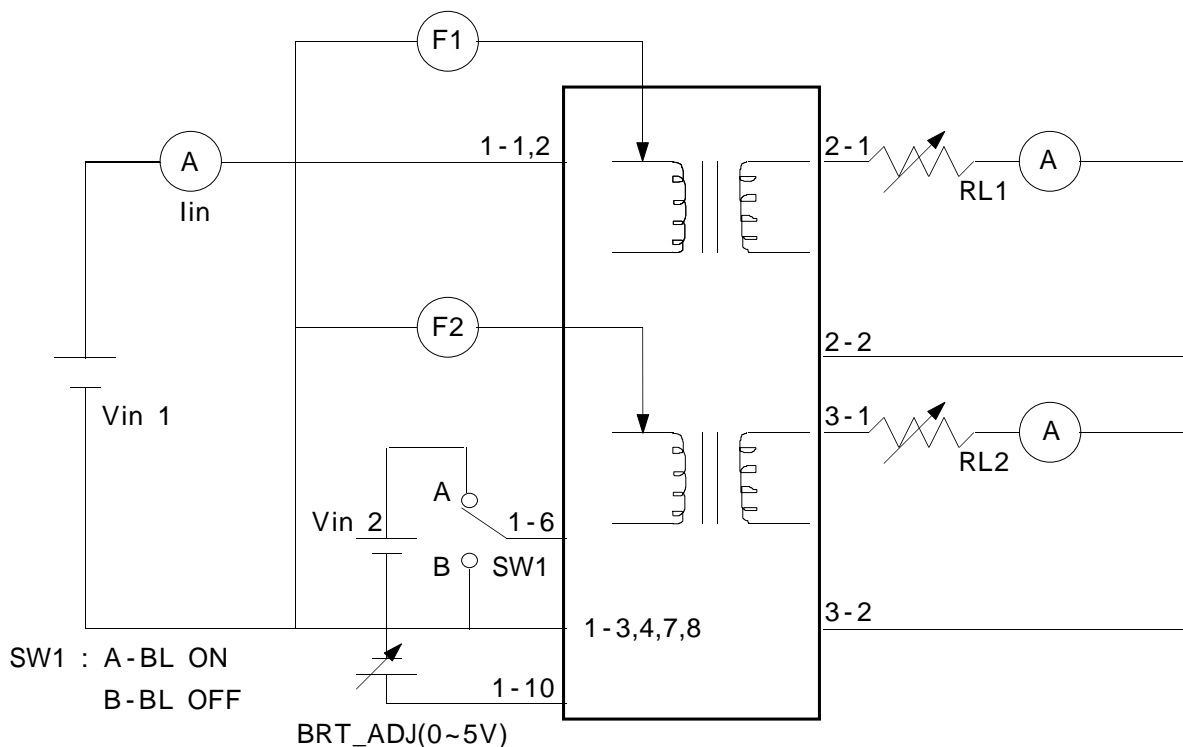 F1
1-1,2
2-1
A
A
Iin
RL1
F2
2-2
Vin 1
3-1
A
RL2
A
Vin 2
1-6
B
SW1
3-2
1-3,4,7,8
SW1 : A-BL ON
B-BL OFF
1-10
BRT_ADJ(0~5V)